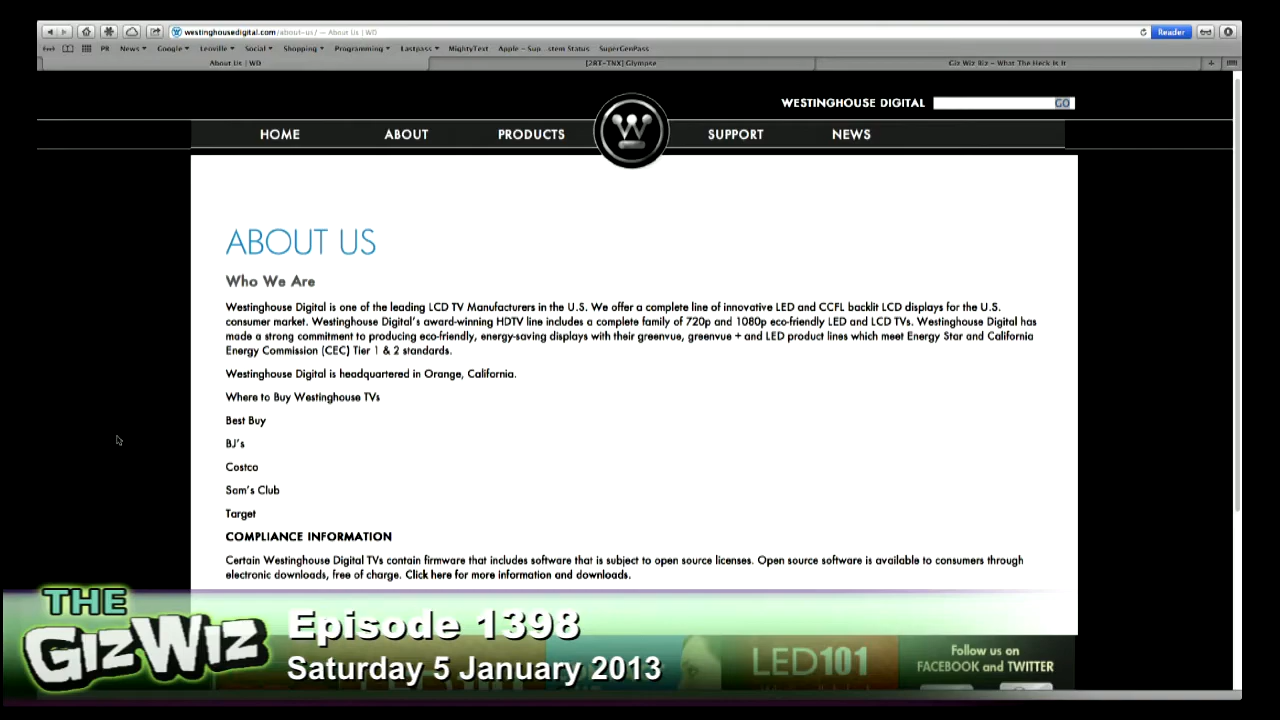 westinghousedigital.com/about-us/ — About Us | WD
Reader
PR News Google Leoville Social Shopping Programming Lastpass MightyText Apple - Sup...stem Status SuperGenPass
About Us | WD
[2RT-TNX] Glympse
Giz Wiz Biz - What The Heck Is It
WESTINGHOUSE DIGITAL
GO
HOME
ABOUT
PRODUCTS
W
SUPPORT
NEWS
ABOUT US
Who We Are
Westinghouse Digital is one of the leading LCD TV Manufacturers in the U.S. We offer a complete line of innovative LED and CCFL backlit LCD displays for the U.S.
consumer market. Westinghouse Digital's award-winning HDTV line includes a complete family of 720p and 1080p eco-friendly LED and LCD TVs. Westinghouse Digital has
made a strong commitment to producing eco-friendly, energy-saving displays with their greenvue, greenvue + and LED product lines which meet Energy Star and California
Energy Commission (CEC) Tier 1 & 2 standards.
Westinghouse Digital is headquartered in Orange, California.
Where to Buy Westinghouse TVs
Best Buy
BJ's
Costco
Sam's Club
Target
COMPLIANCE INFORMATION
Certain Westinghouse Digital TVs contain firmware that includes software that is subject to open source licenses. Open source software is available to consumers through
electronic downloads, free of charge. Click here for more information and downloads.
THE
GIZWIZ
Episode 1398
Saturday 5 January 2013
LED101
Follow us on
FACEBOOK and TWITTER